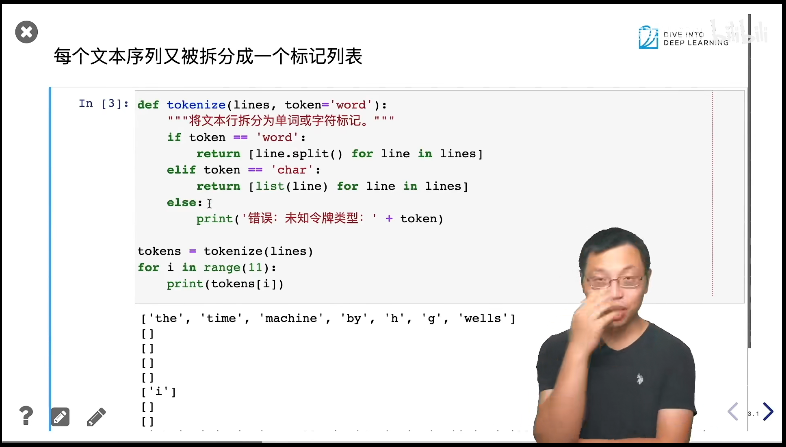 DIVE INTO
DEEP LEARNING
bilibili
每个文本序列又被拆分成一个标记列表
In [3]:
def tokenize(lines, token='word'):
"""将文本行拆分为单词或字符标记。"""
if token == 'word':
return [line.split() for line in lines]
elif token == 'char':
return [list(line) for line in lines]
else:
print('错误：未知令牌类型：' + token)
tokens = tokenize(lines)
for i in range(11):
print(tokens[i])
['the', 'time', 'machine', 'by', 'h', 'g', 'wells']
[]
[]
[]
[]
['i']
[]
[]
?
3.1